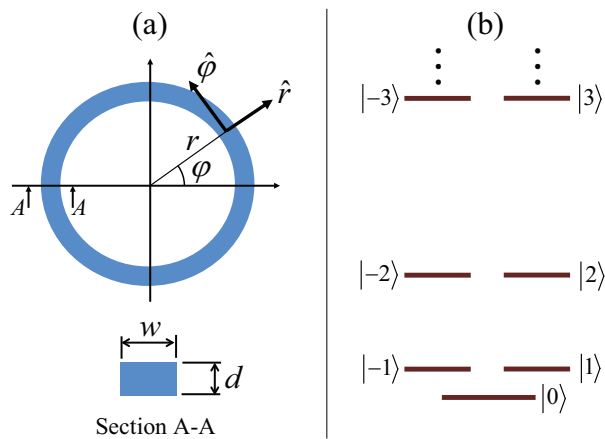 (a)
φ̂
r̂
r
φ
A A
w
d
Section A-A
(b)
|−3⟩ |3⟩
|−2⟩ |2⟩
|−1⟩ |1⟩
|0⟩